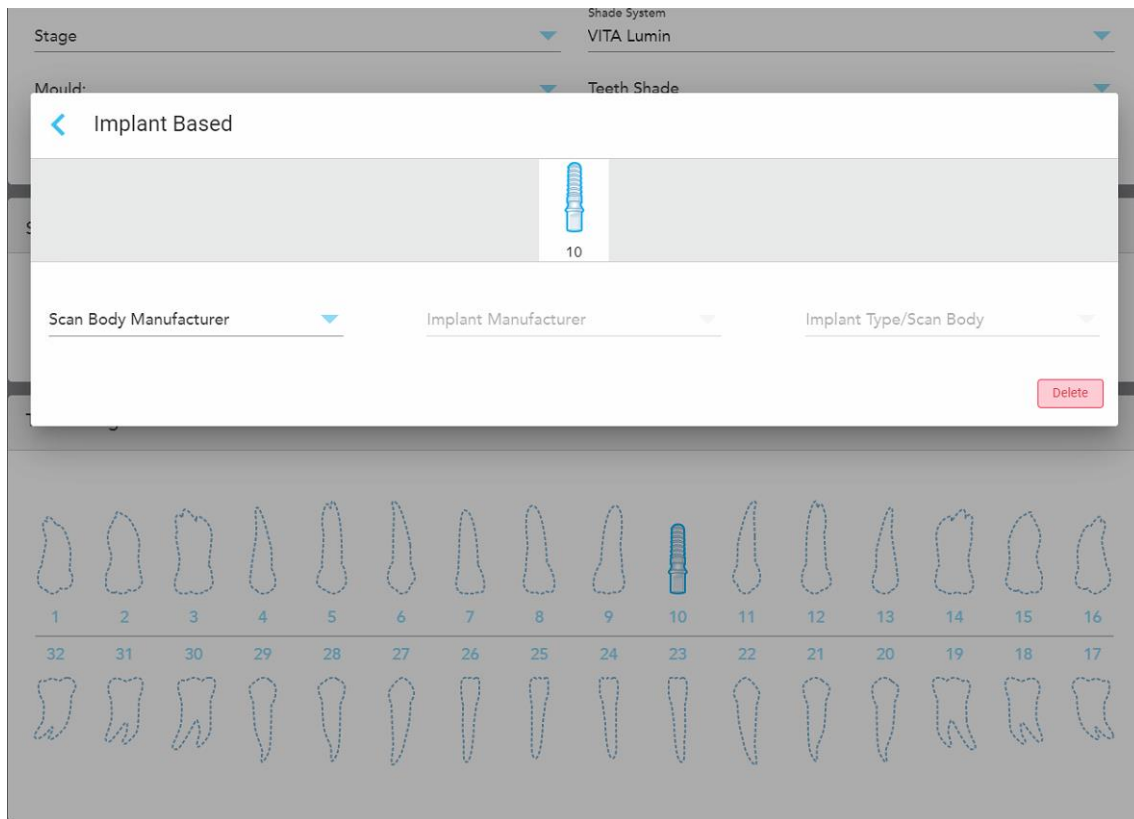 Shade System
Stage VITA Lumin
Mould: Teeth Shade
Implant Based
10
Scan Body Manufacturer Implant Manufacturer Implant Type/Scan Body
Delete
1 2 3 4 5 6 7 8 9 10 11 12 13 14 15 16
32 31 30 29 28 27 26 25 24 23 22 21 20 19 18 17